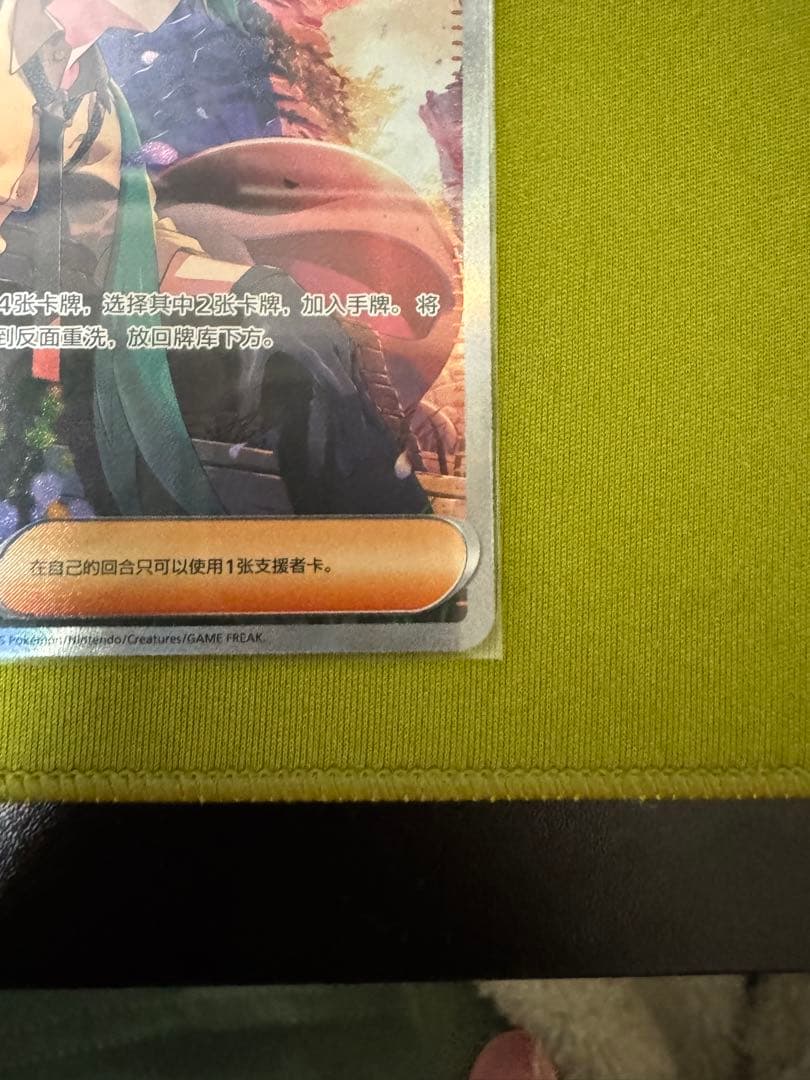 4张卡牌，选择其中2张卡牌，加入手牌。将
到反面重洗，放回牌库下方。
在自己的回合只可以使用1张支援者卡。
Pokémon/Nintendo/Creatures/GAME FREAK.